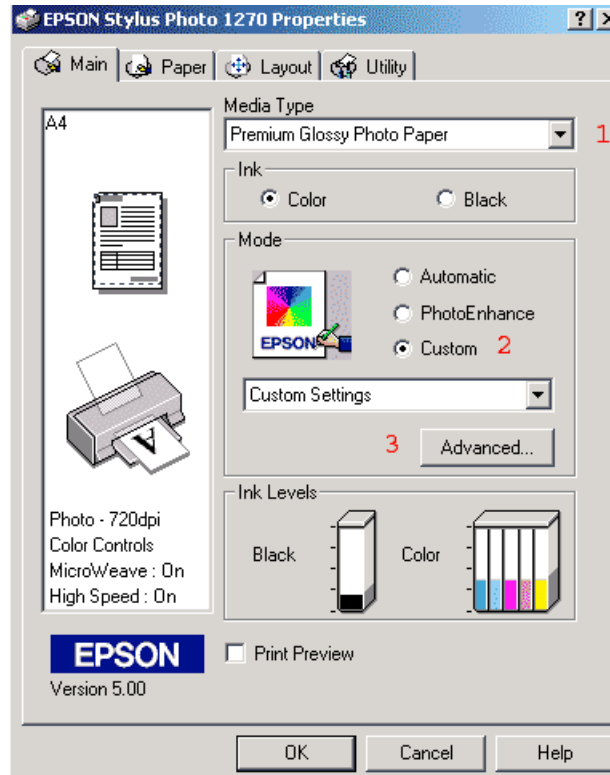 EPSON Stylus Photo 1270 Properties
Main Paper Layout Utility
A4
Media Type
Premium Glossy Photo Paper 1
Ink
Color Black
Mode
Automatic
PhotoEnhance
EPSON
Custom 2
Custom Settings
3 Advanced...
Photo - 720dpi
Color Controls
MicroWeave : On
High Speed : On
Ink Levels
Black Color
EPSON
Version 5.00
Print Preview
OK Cancel Help